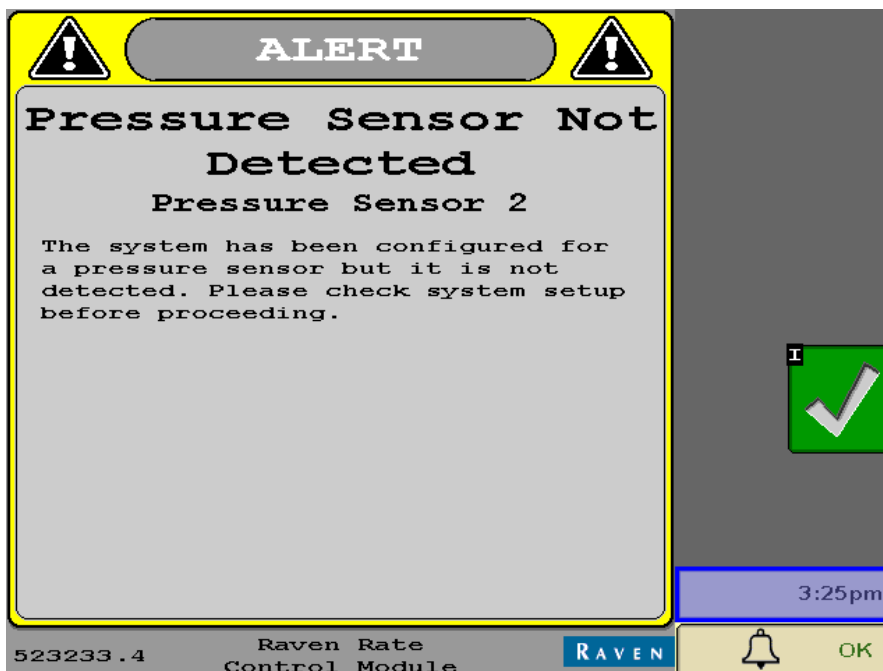 ALERT
Pressure Sensor Not
Detected
Pressure Sensor 2
The system has been configured for
a pressure sensor but it is not
detected. Please check system setup
before proceeding.
I
3:25pm
523233.4
Raven Rate
Control Module
RAVEN
OK